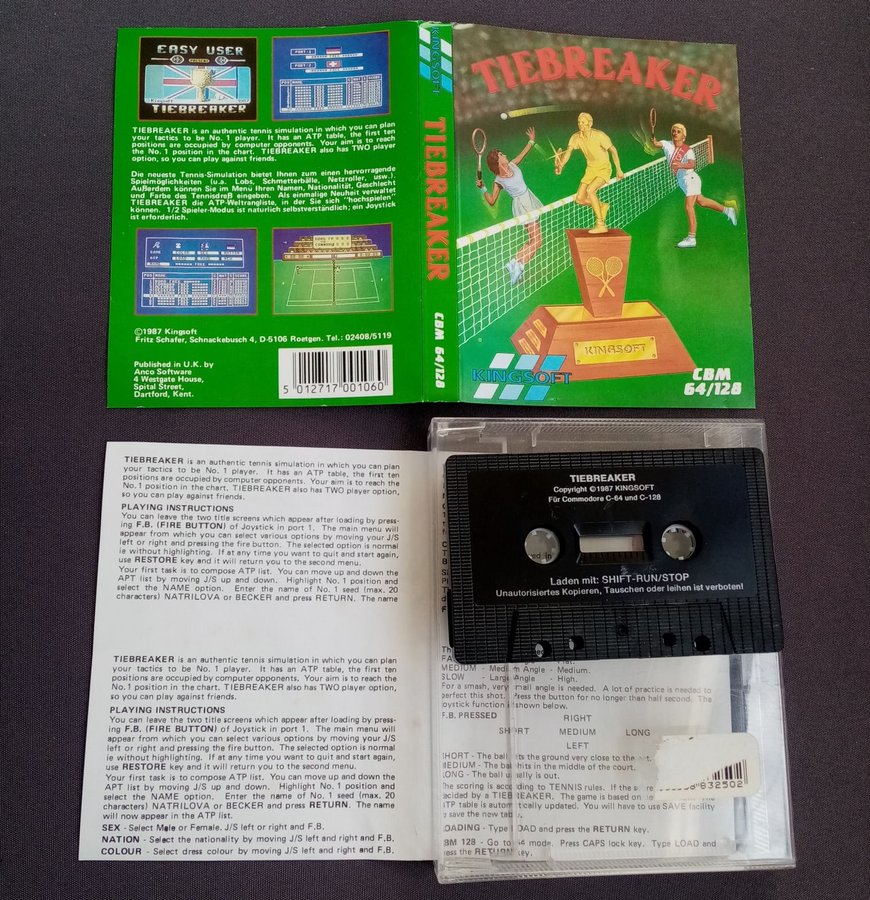 EASY USER
PRESENT
Kingsoft
TIEBREAKER
PORT:1
PORT:2
TIEBREAKER is an authentic tennis simulation in which you can plan
your tactics to be No. 1 player. It has an ATP table, the first ten
positions are occupied by computer opponents. Your aim is to reach
the No. 1 position in the chart. TIEBREAKER also has TWO player
option, so you can play against friends.
Die neueste Tennis-Simulation bietet Ihnen zum einen hervorragende
Spielmöglichkeiten (u.a. Lobs, Schmetterbälle, Netzroller, usw.).
Außerdem können Sie im Menü Ihren Namen, Nationalität, Geschlecht
und Farbe des Tennisdreß eingeben. Als einmalige Neuheit verwaltet
TIEBREAKER die ATP-Weltrangliste, in der Sie sich "hochspielen"
können. 1/2 Spieler-Modus ist natürlich selbstverständlich; ein Joystick
ist erforderlich.
©1987 Kingsoft
Fritz Schafer, Schnackebusch 4, D-5106 Roetgen. Tel.: 02408/5119
Published in U.K. by
Anco Software
4 Westgate House,
Spital Street,
Dartford, Kent.
5 012717 001060
KINGSOFT
TIEBREAKER
CBM 64/128
TIEBREAKER
KINGSOFT
KINGSOFT
CBM
64/128
TIEBREAKER is an authentic tennis simulation in which you can plan
your tactics to be No. 1 player. It has an ATP table, the first ten
positions are occupied by computer opponents. Your aim is to reach the
No. 1 position in the chart. TIEBREAKER also has TWO player option,
so you can play against friends.
PLAYING INSTRUCTIONS
You can leave the two title screens which appear after loading by press-
ing F.B. (FIRE BUTTON) of Joystick in port 1. The main menu will
appear from which you can select various options by moving your J/S
left or right and pressing the fire button. The selected option is normal
ie without highlighting. If at any time you want to quit and start again,
use RESTORE key and it will return you to the second menu.
Your first task is to compose ATP list. You can move up and down the
APT list by moving J/S up and down. Highlight No. 1 position and
select the NAME option. Enter the name of No. 1 seed (max. 20
characters) NATRILOVA or BECKER and press RETURN. The name
TIEBREAKER is an authentic tennis simulation in which you can plan
your tactics to be No. 1 player. It has an ATP table, the first ten
positions are occupied by computer opponents. Your aim is to reach the
No. 1 position in the chart. TIEBREAKER also has TWO player option,
so you can play against friends.
PLAYING INSTRUCTIONS
You can leave the two title screens which appear after loading by press-
ing F.B. (FIRE BUTTON) of Joystick in port 1. The main menu will
appear from which you can select various options by moving your J/S
left or right and pressing the fire button. The selected option is normal
ie without highlighting. If at any time you want to quit and start again,
use RESTORE key and it will return you to the second menu.
Your first task is to compose ATP list. You can move up and down the
APT list by moving J/S up and down. Highlight No. 1 position and
select the NAME option. Enter the name of No. 1 seed (max. 20
characters) NATRILOVA or BECKER and press RETURN. The name
will now appear in the ATP list.
SEX - Select Male or Female. J/S left or right and F.B.
NATION - Select the nationality by moving J/S left and right and F.B.
COLOUR - Select dress colour by moving J/S left and right and F.B.
TIEBREAKER
Copyright ©1987 KINGSOFT
Für Commodore C-64 und C-128
Laden mit: SHIFT-RUN/STOP
Unautorisiertes Kopieren, Tauschen oder leihen ist verboten!
MEDIUM - Medium Angle - Medium.
SLOW - Large Angle - High.
For a smash, very small angle is needed. A lot of practice is needed to
perfect this shot. Press the button for no longer than half second. The
joystick function shown below.
F.B. PRESSED
RIGHT
SHORT MEDIUM LONG
LEFT
SHORT - The ball hits the ground very close to the net.
MEDIUM - The ball hits in the middle of court.
LONG - The ball usually is out.
The scoring is according to TENNIS rules. If the
decided by a TIEBREAKER. The game is based on
ATP table is automatically updated. You will have to use SAVE facility
to save the new table.
LOADING - Type LOAD and press the RETURN key.
CBM 128 - Go to 64 mode. Press CAPS lock key. Type LOAD and
press the RETURN key.
832502